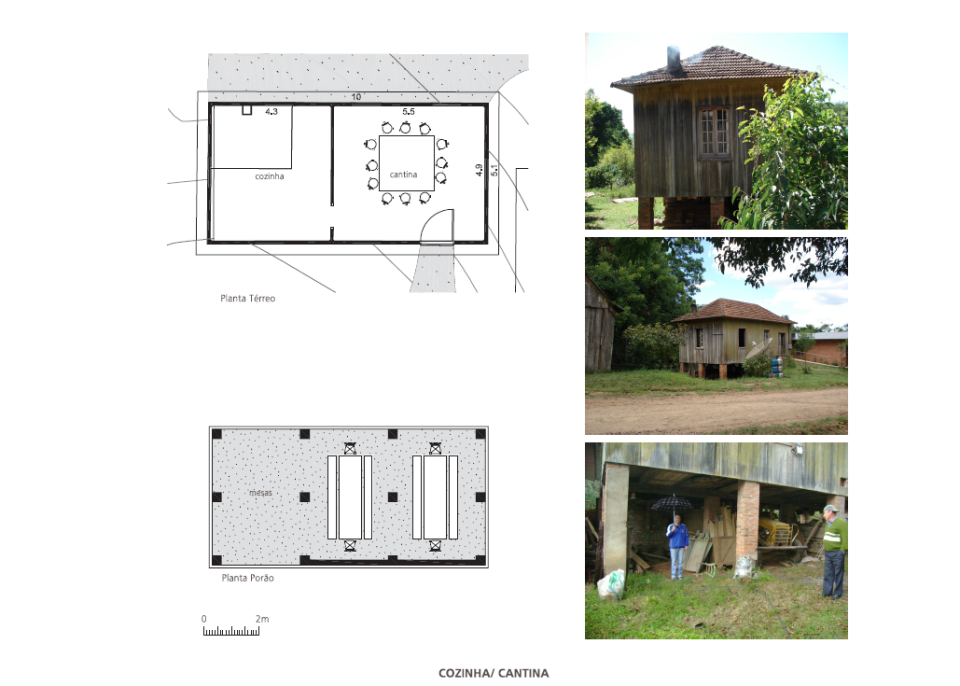 10
4.3
5.5
4.9
5.1
cozinha
cantina
Planta Térreo
mesas
Planta Porão
0 2m
COZINHA/ CANTINA